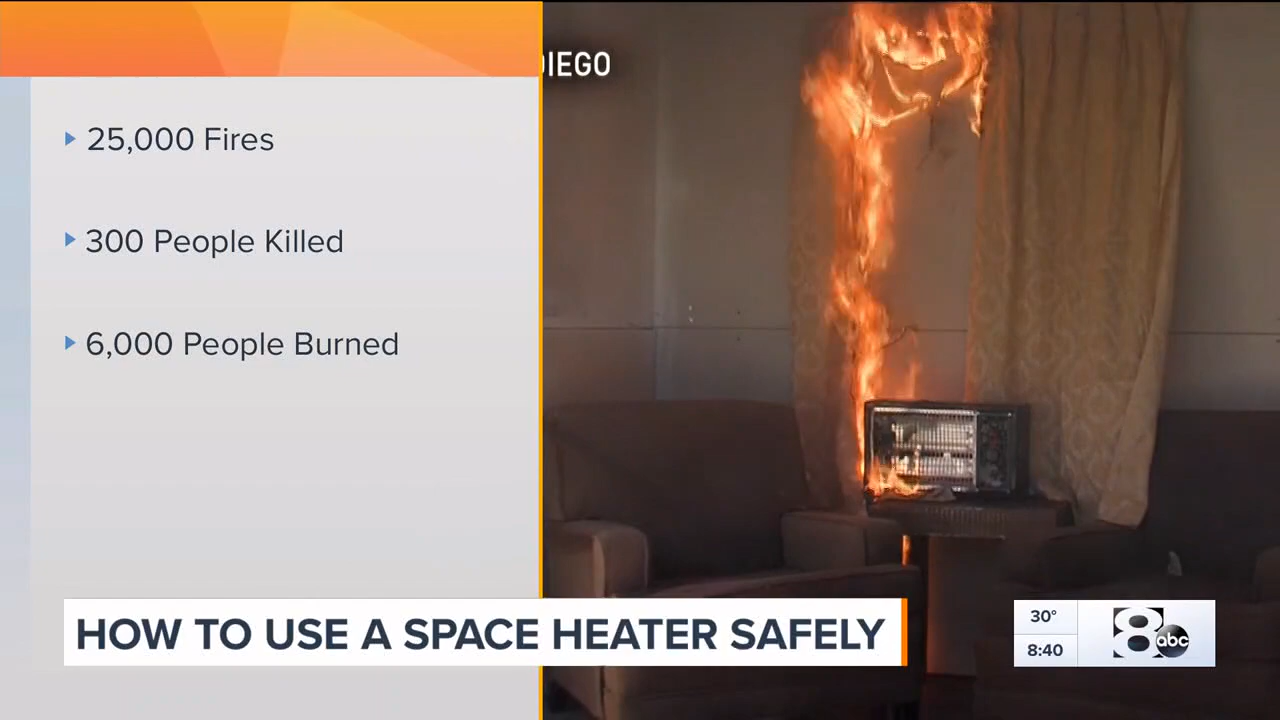 DIEGO
25,000 Fires
300 People Killed
6,000 People Burned
HOW TO USE A SPACE HEATER SAFELY
30°
8:40
8 abc